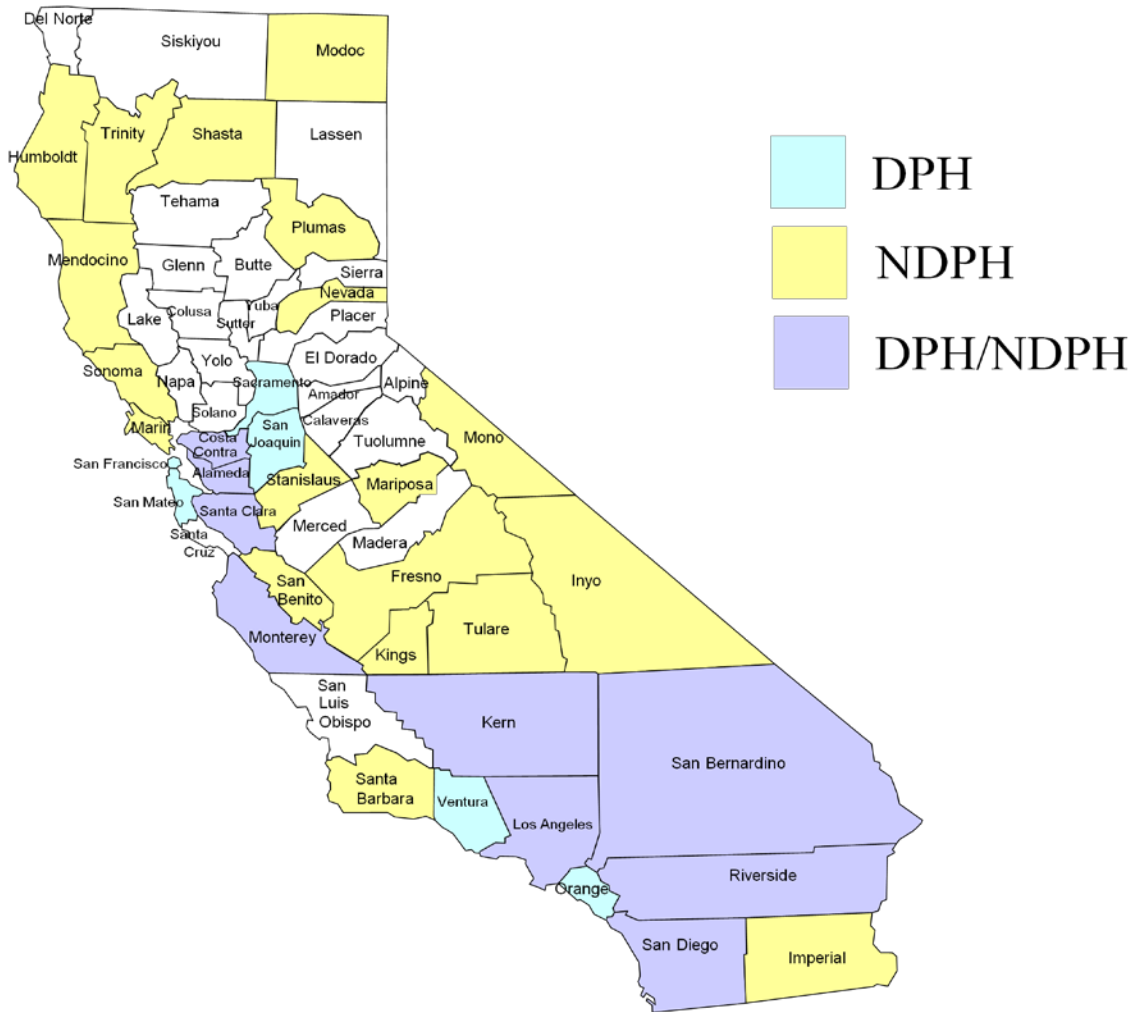 Del Norte
Siskiyou
Modoc
Humboldt
Trinity
Shasta
Lassen
Tehama
Plumas
Mendocino
Glenn
Butte
Sierra
Nevada
Lake
Colusa
Sutter
Yuba
Placer
Sonoma
Napa
Yolo
Sacramento
El Dorado
Alpine
Amador
Solano
Marin
Costa
Contra
San
Joaquin
Calaveras
Tuolumne
Mono
San Francisco
Alameda
Stanislaus
Mariposa
San Mateo
Santa Clara
Merced
Santa
Cruz
Madera
San
Benito
Fresno
Inyo
Monterey
Kings
Tulare
San
Luis
Obispo
Kern
San Bernardino
Santa
Barbara
Ventura
Los Angeles
Orange
Riverside
San Diego
Imperial
DPH
NDPH
DPH/NDPH